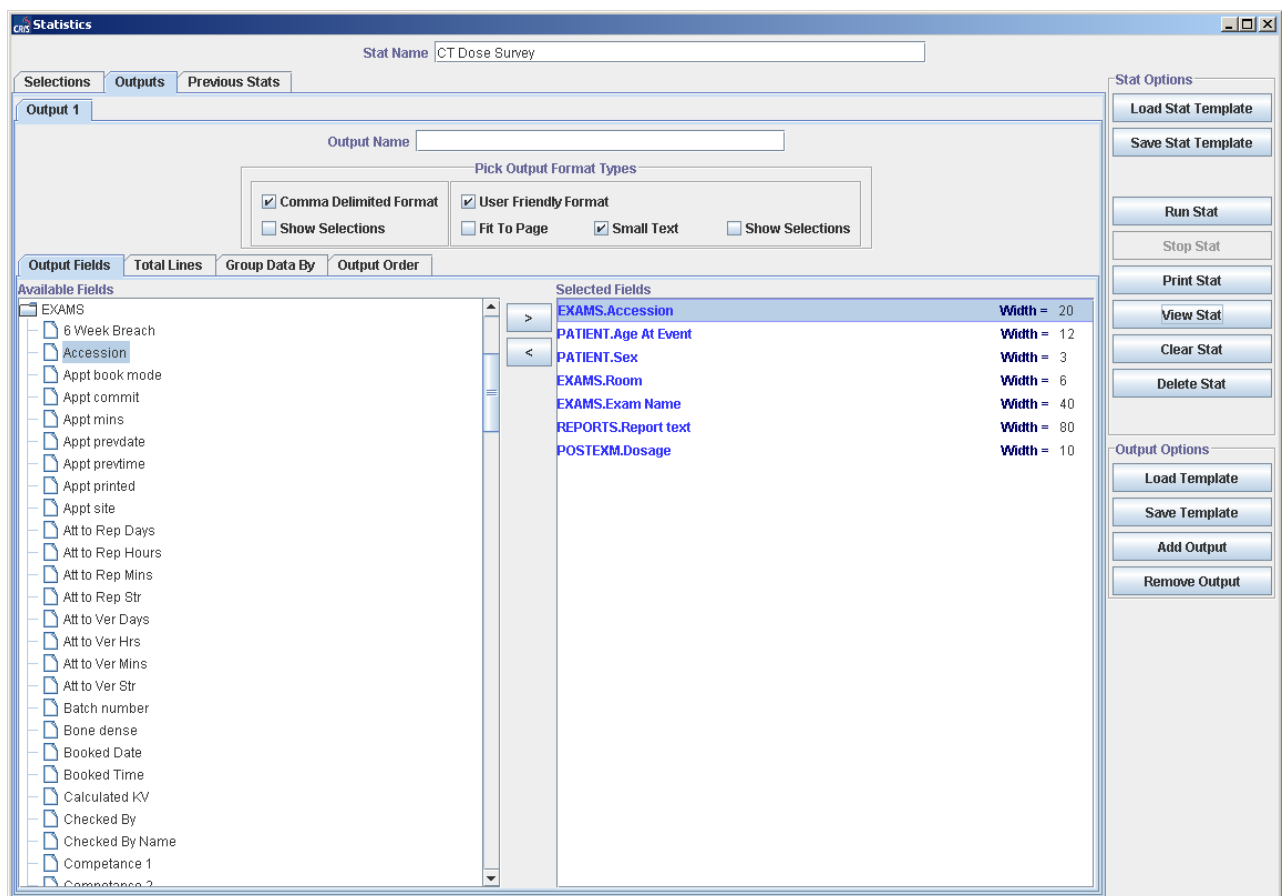 CRIS Statistics
Stat Name CT Dose Survey
Selections Outputs Previous Stats
Output 1
Output Name
Pick Output Format Types
Comma Delimited Format User Friendly Format
Show Selections Fit To Page Small Text Show Selections
Output Fields Total Lines Group Data By Output Order
Available Fields
EXAMS
6 Week Breach
Accession
Appt book mode
Appt commit
Appt mins
Appt prevdate
Appt prevtime
Appt printed
Appt site
Att to Rep Days
Att to Rep Hours
Att to Rep Mins
Att to Rep Str
Att to Ver Days
Att to Ver Hrs
Att to Ver Mins
Att to Ver Str
Batch number
Bone dense
Booked Date
Booked Time
Calculated KV
Checked By
Checked By Name
Competance 1
Competance 2
>
<
Selected Fields
EXAMS.Accession Width = 20
PATIENT.Age At Event Width = 12
PATIENT.Sex Width = 3
EXAMS.Room Width = 6
EXAMS.Exam Name Width = 40
REPORTS.Report text Width = 80
POSTEXM.Dosage Width = 10
Stat Options
Load Stat Template
Save Stat Template
Run Stat
Stop Stat
Print Stat
View Stat
Clear Stat
Delete Stat
Output Options
Load Template
Save Template
Add Output
Remove Output